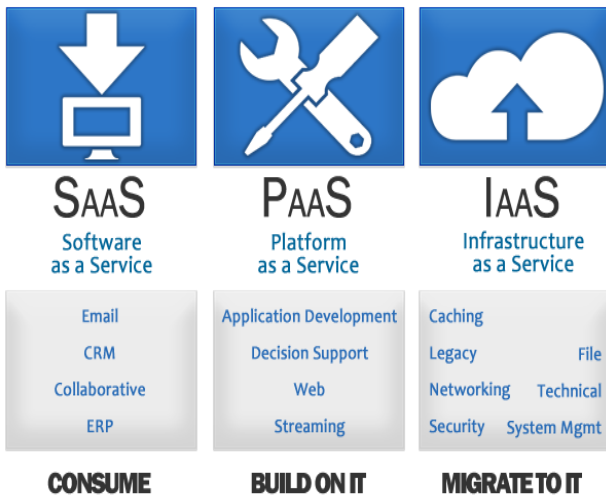 SAAS
Software
as a Service
Email
CRM
Collaborative
ERP
CONSUME
PAAS
Platform
as a Service
Application Development
Decision Support
Web
Streaming
BUILD ON IT
IAAS
Infrastructure
as a Service
Caching
Legacy File
Networking Technical
Security System Mgmt
MIGRATE TO IT